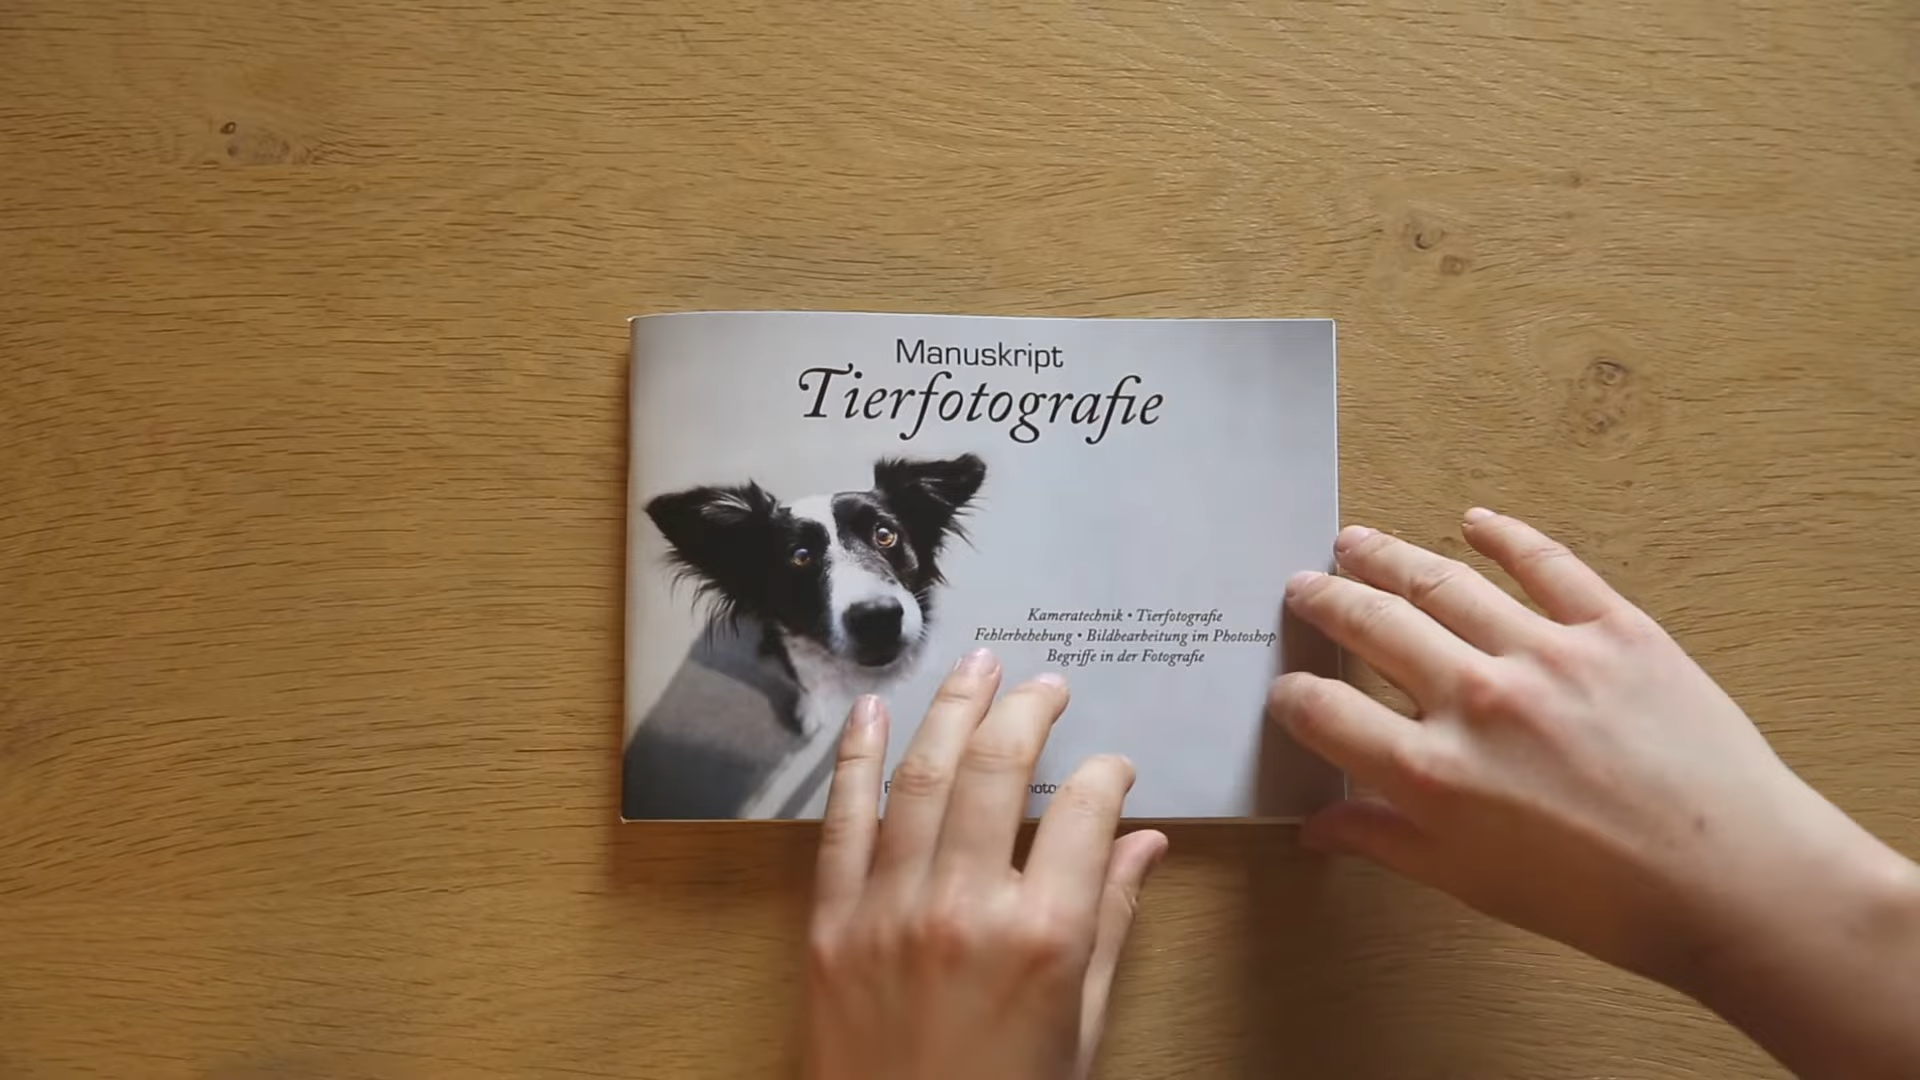 Manuskript
Tierfotografie
Kameratechnik • Tierfotografie
Fehlerbehebung • Bildbearbeitung im Photoshop
Begriffe in der Fotografie